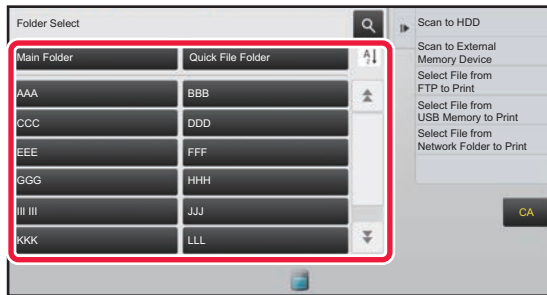 Folder Select
Main Folder
Quick File Folder
AAA
BBB
CCC
DDD
EEE
FFF
GGG
HHH
III III
JJJ
KKK
LLL
Scan to HDD
Scan to External
Memory Device
Select File from
FTP to Print
Select File from
USB Memory to Print
Select File from
Network Folder to Print
CA